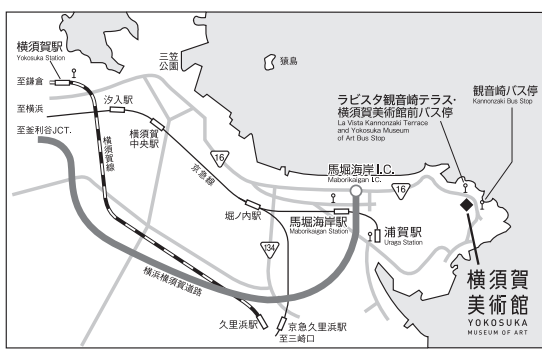 横須賀駅
Yokosuka Station
至鎌倉
至横浜
至釜利谷JCT.
汐入駅
横須賀
中央駅
三笠
公園
猿島
ラビスタ観音崎テラス・
横須賀美術館前バス停
La Vista Kannonzaki Terrace
and Yokosuka Museum
of Art Bus Stop
観音崎バス停
Kannonzaki Bus Stop
馬堀海岸I.C.
Maborikaigan I.C.
16
16
横須賀線
京急線
堀ノ内駅
馬堀海岸駅
Maborikaigan Station
浦賀駅
Uraga Station
134
横浜横須賀道路
久里浜駅
京急久里浜駅
至三崎口
横須賀
美術館
YOKOSUKA
MUSEUM OF ART